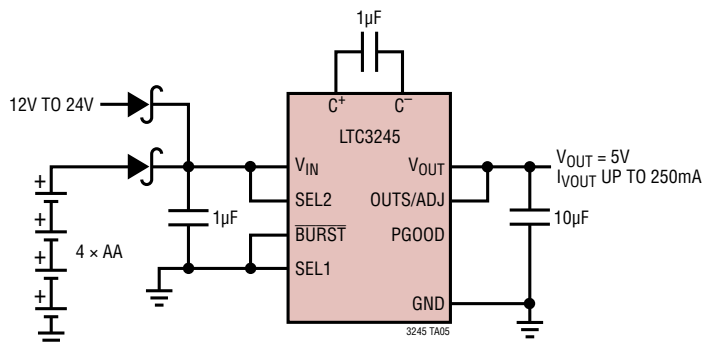 1µF
12V TO 24V
C+
C–
LTC3245
VIN
VOUT
VOUT = 5V
IVOUT UP TO 250mA
SEL2
OUTS/ADJ
+
1µF
10µF
+
BURST
PGOOD
4 × AA
+
SEL1
+
GND
3245 TA05